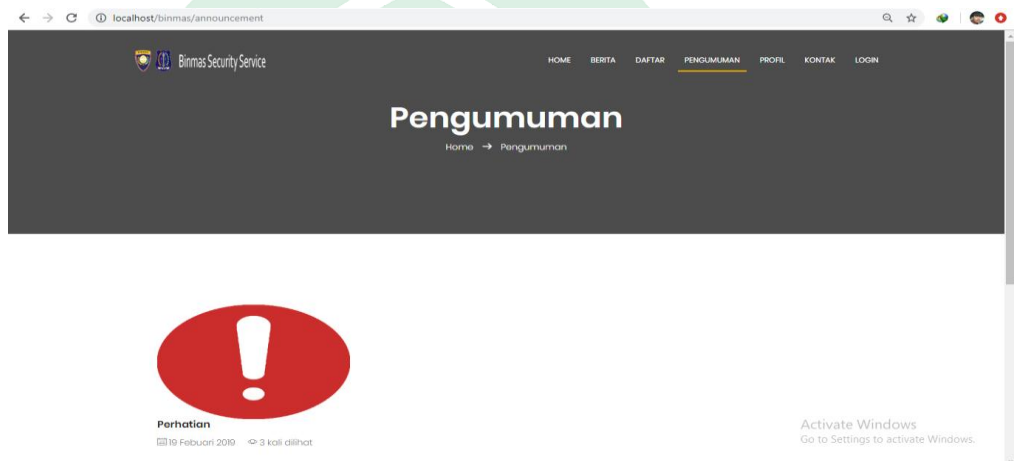 localhost/binmas/announcement
Binmas Security Service
HOME BERITA DAFTAR PENGUMUMAN PROFIL KONTAK LOGIN
Pengumuman
Home → Pengumuman
Perhatian
19 Febuari 2019 3 kali dilihat
Activate Windows
Go to Settings to activate Windows.